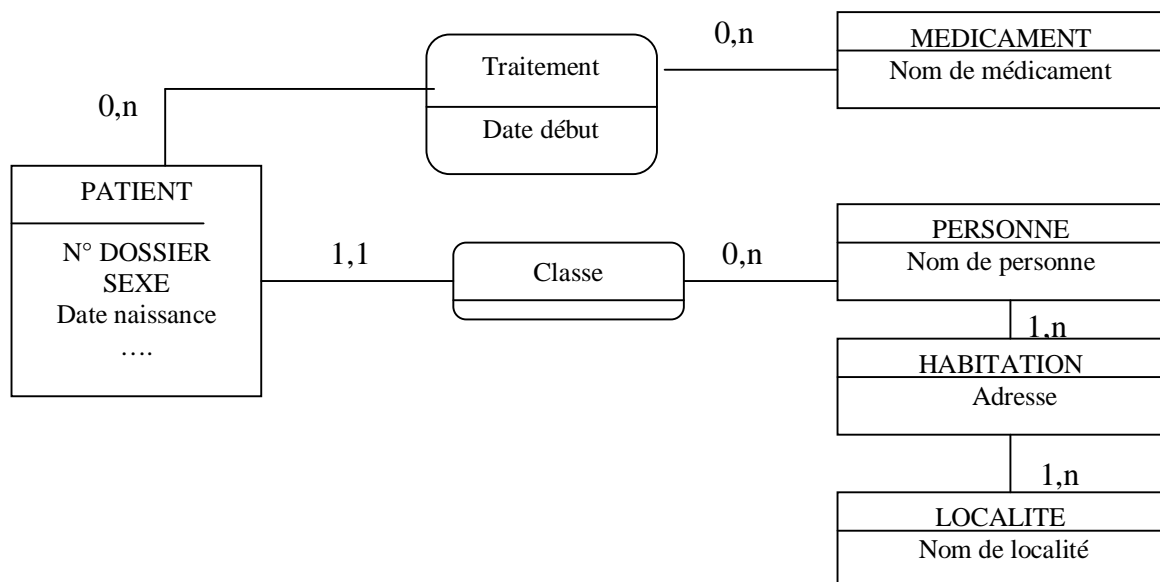 0,n
Traitement
Date début
0,n
MEDICAMENT
Nom de médicament
PATIENT
N° DOSSIER
SEXE
Date naissance
….
1,1
Classe
0,n
PERSONNE
Nom de personne
1,n
HABITATION
Adresse
1,n
LOCALITE
Nom de localité